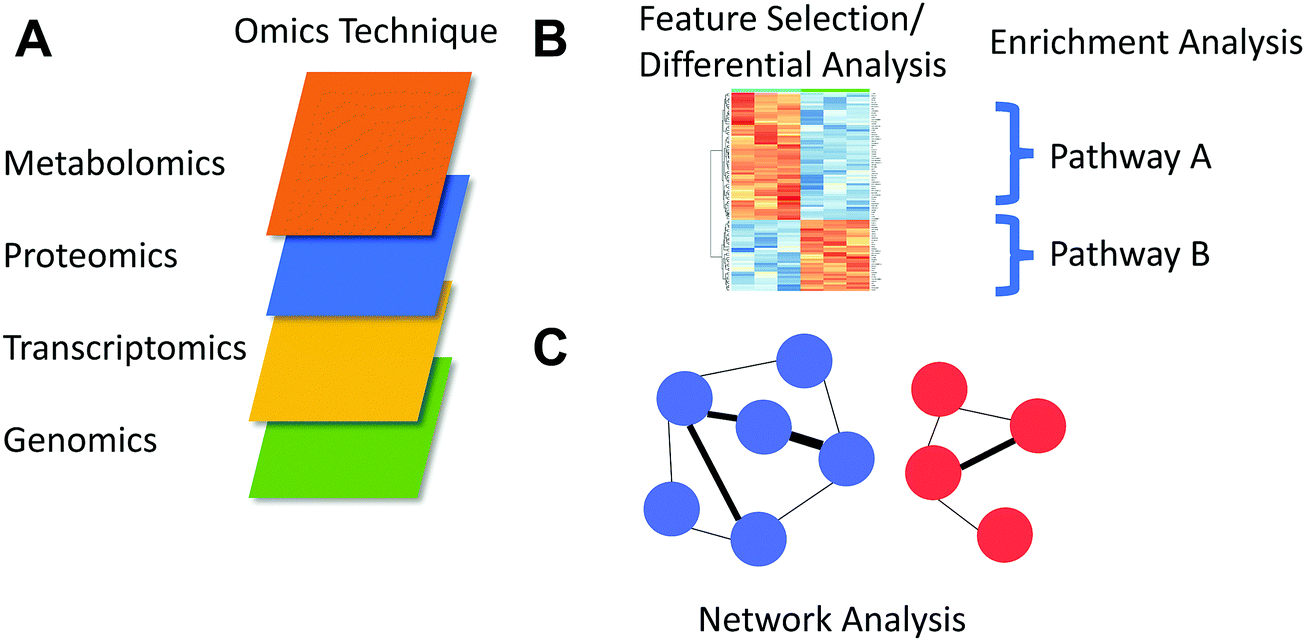 A
Omics Technique
Metabolomics
Proteomics
Transcriptomics
Genomics
B
Feature Selection/
Differential Analysis
Enrichment Analysis
Pathway A
Pathway B
C
Network Analysis